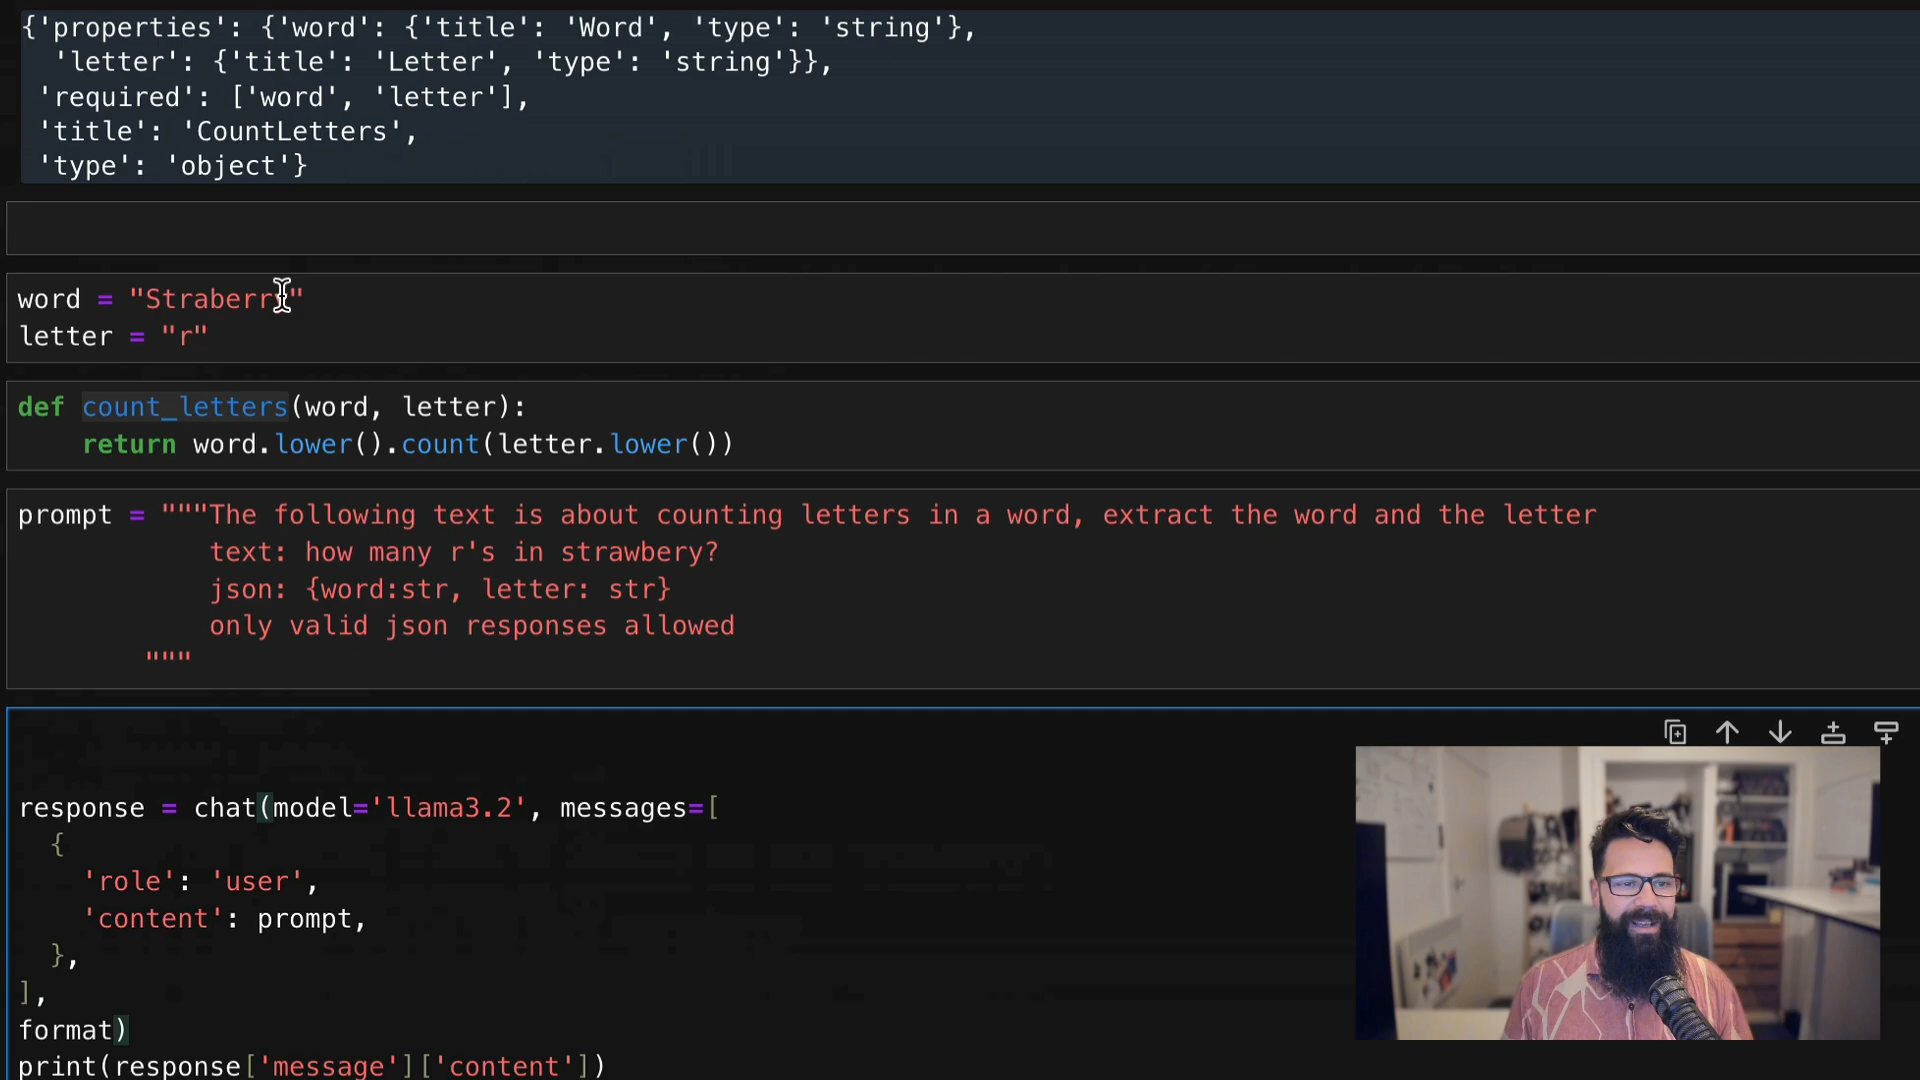 {'properties': {'word': {'title': 'Word', 'type': 'string'},
'letter': {'title': 'Letter', 'type': 'string'}},
'required': ['word', 'letter'],
'title': 'CountLetters',
'type': 'object'}
word = "Straberry"
letter = "r"
def count_letters(word, letter):
return word.lower().count(letter.lower())
prompt = """The following text is about counting letters in a word, extract the word and the letter
text: how many r's in strawbery?
json: {word:str, letter: str}
only valid json responses allowed
"""
response = chat(model='llama3.2', messages=[
{
'role': 'user',
'content': prompt,
},
],
format)
print(response['message']['content'])